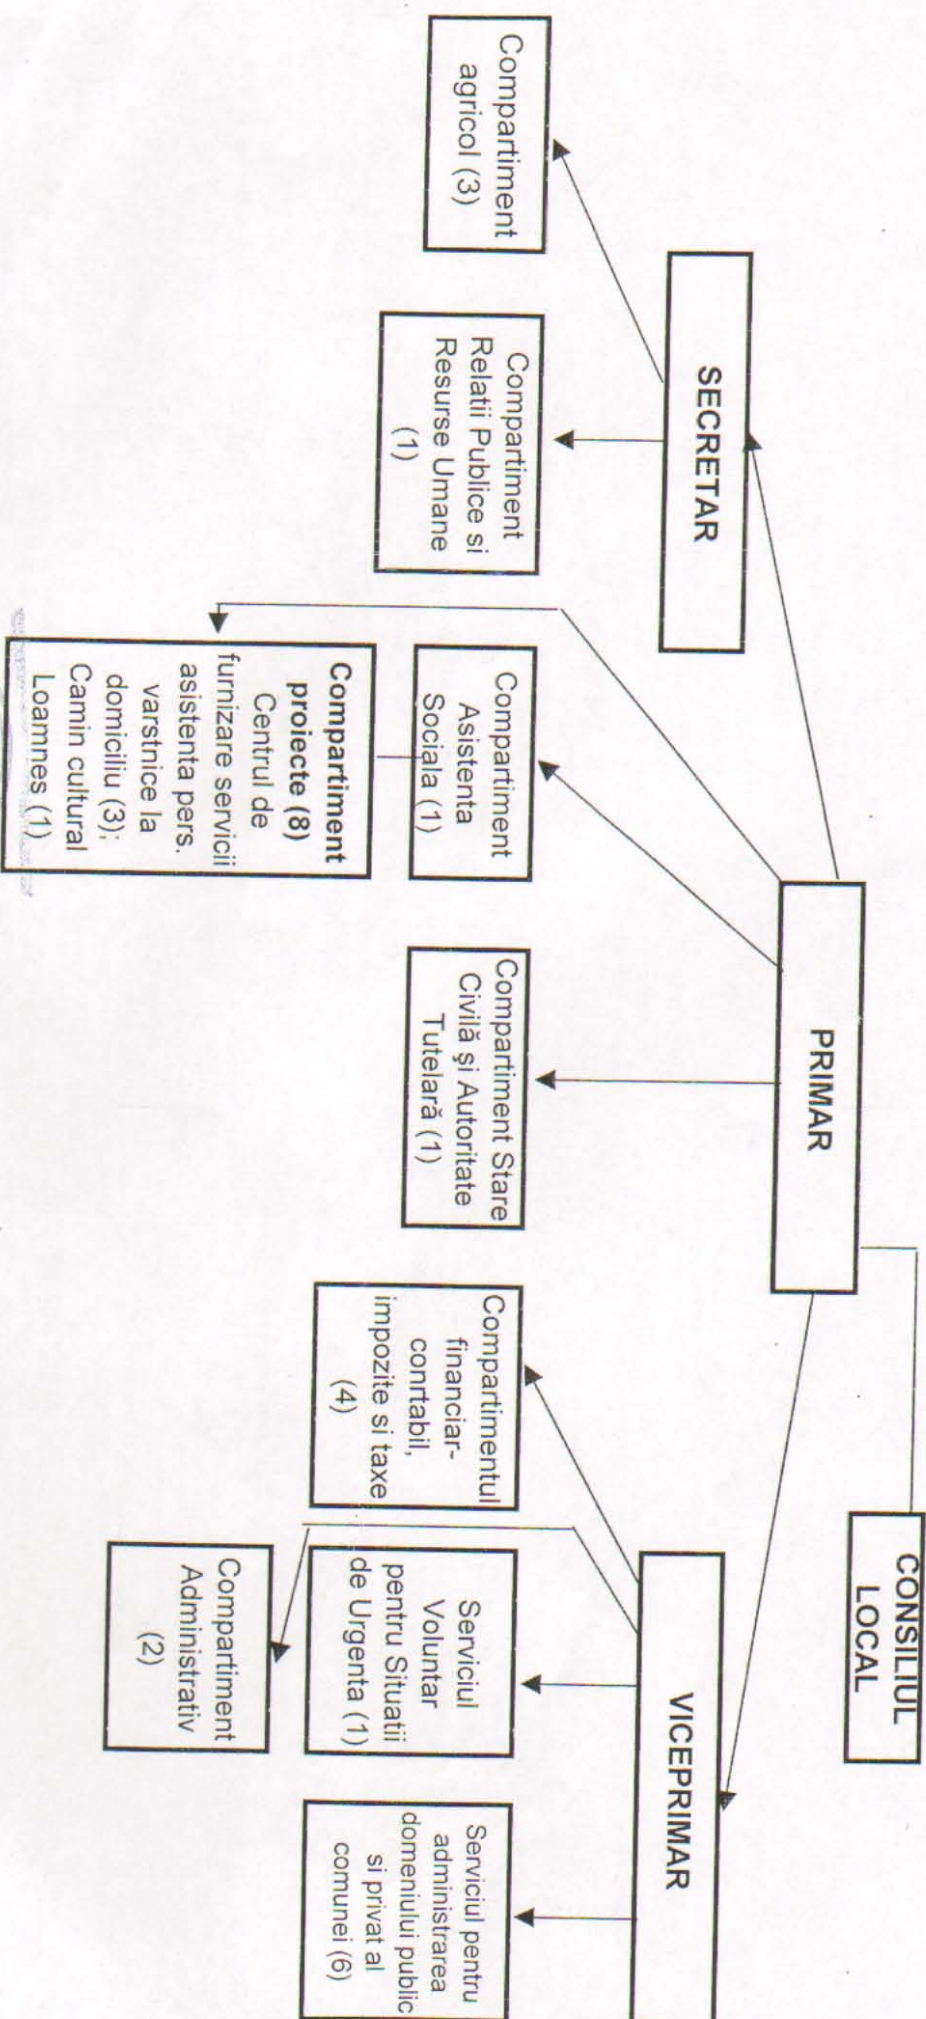 CONSILIUL
LOCAL
PRIMAR
SECRETAR
VICEPRIMAR
Compartiment
agricol (3)
Compartiment
Relatii Publice si
Resurse Umane
(1)
Compartiment
Asistenta
Sociala (1)
Compartiment
proiecte (8)
Centrul de
furnizare servicii
asistenta pers.
varstnice la
domiciliu (3);
Camin cultural
Loamnes (1)
Compartiment Stare
Civilă şi Autoritate
Tutelară (1)
Compartimentul
financiar-
conrtabil,
impozite si taxe
(4)
Serviciul
Voluntar
pentru Situatii
de Urgenta (1)
Compartiment
Administrativ
(2)
Serviciul pentru
administrarea
domeniului public
si privat al
comunei (6)